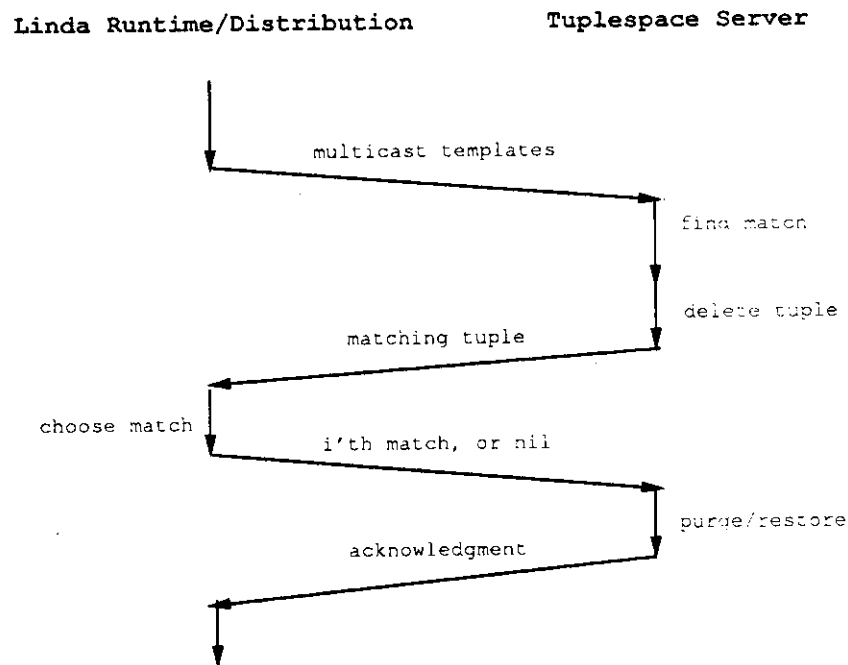 Linda Runtime/Distribution
Tuplespace Server
multicast templates
find match
delete tuple
matching tuple
choose match
i'th match, or nil
purge/restore
acknowledgment